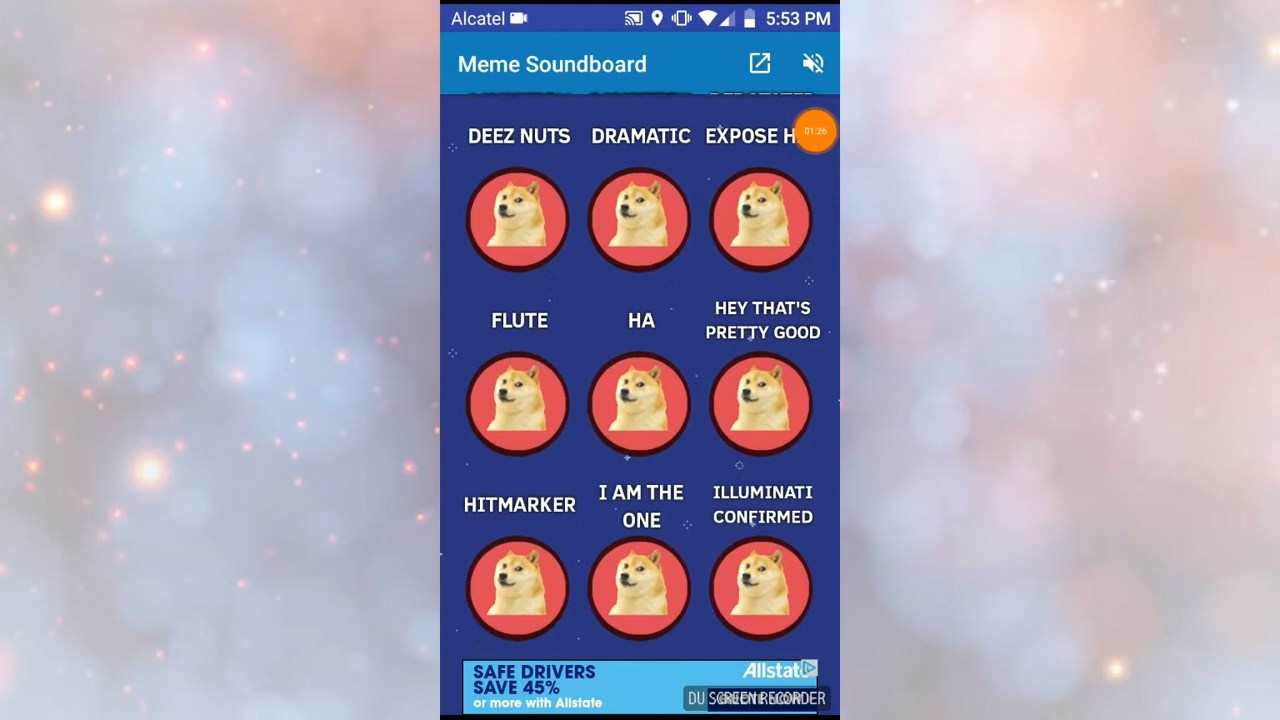 Alcatel
5:53 PM
Meme Soundboard
DEEZ NUTS
DRAMATIC
EXPOSE H
01:26
FLUTE
HA
HEY THAT'S
PRETTY GOOD
HITMARKER
I AM THE
ONE
ILLUMINATI
CONFIRMED
SAFE DRIVERS
SAVE 45%
or more with Allstate
Allstate
DU SCREEN RECORDER